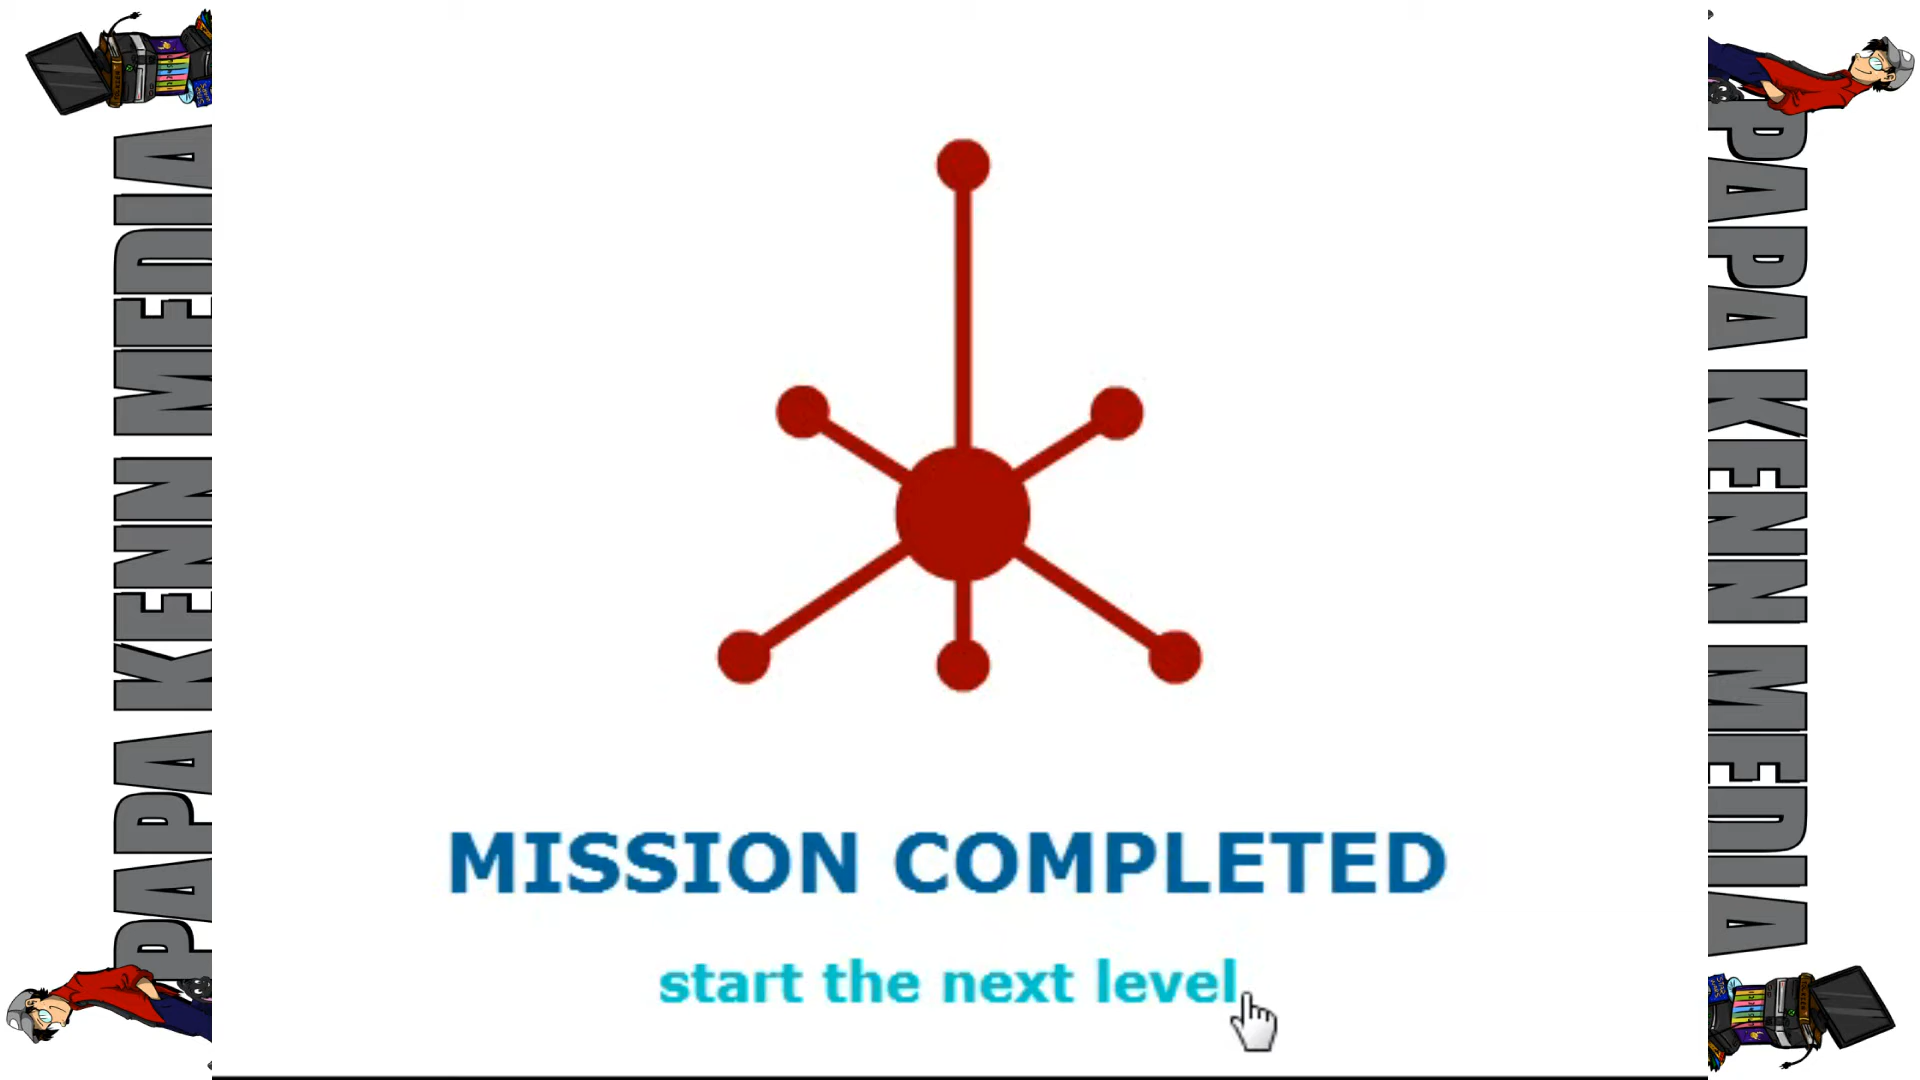 PAPA KENN MEDIA
MISSION COMPLETED
start the next level
PAPA KENN MEDIA